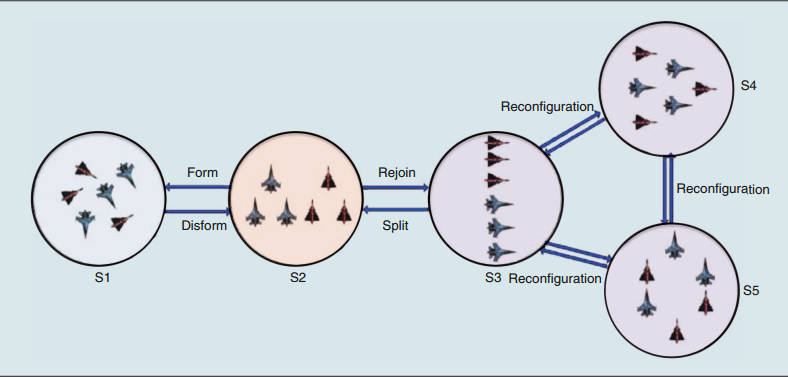 S4
Reconfiguration
Form
Rejoin
Reconfiguration
Disform
Split
S1
S2
S3
Reconfiguration
S5